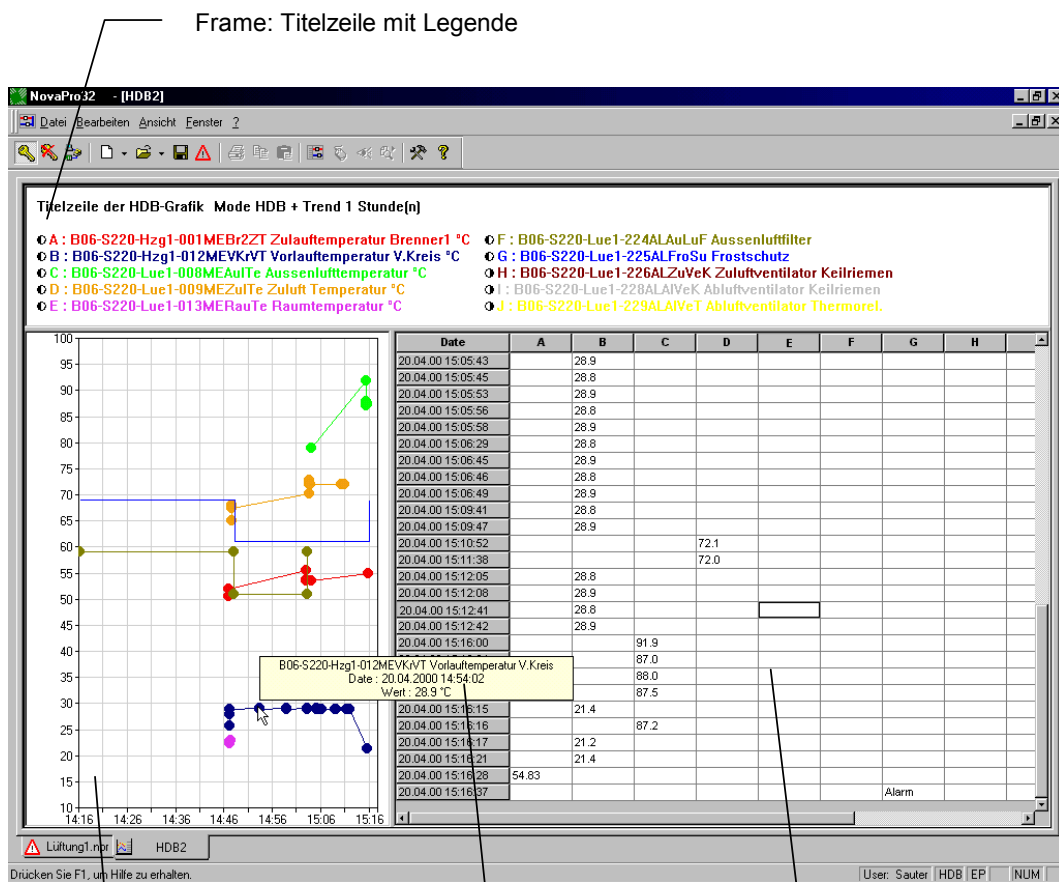 Frame: Titelzeile mit Legende
NovaPro32 - [HDB2]
Datei Bearbeiten Ansicht Fenster ?
Titelzeile der HDB-Grafik Mode HDB + Trend 1 Stunde(n)
A : B06-S220-Hzg1-001MEBr2ZT Zulauftemperatur Brenner1 °C
B : B06-S220-Hzg1-012MEVKrVT Vorlauftemperatur V.Kreis °C
C : B06-S220-Lue1-008MEAulTe Aussenlufttemperatur °C
D : B06-S220-Lue1-009MEZulTe Zuluft Temperatur °C
E : B06-S220-Lue1-013MERauTe Raumtemperatur °C
F : B06-S220-Lue1-224ALAuLuF Aussenluftfilter
G : B06-S220-Lue1-225ALFroSu Frostschutz
H : B06-S220-Lue1-226ALZuVeK Zuluftventilator Keilriemen
I : B06-S220-Lue1-228ALAlVeK Abluftventilator Keilriemen
J : B06-S220-Lue1-229ALAlVeT Abluftventilator Thermorel.
100
95
90
85
80
75
70
65
60
55
50
45
40
35
30
25
20
15
10
14:16 14:26 14:36 14:46 14:56 15:06 15:16
B06-S220-Hzg1-012MEVKrVT Vorlauftemperatur V.Kreis
Date : 20.04.2000 14:54:02
Wert : 28.9 °C
Date A B C D E F G H
20.04.00 15:05:43 28.9
20.04.00 15:05:45 28.8
20.04.00 15:05:53 28.9
20.04.00 15:05:56 28.8
20.04.00 15:05:58 28.9
20.04.00 15:06:29 28.8
20.04.00 15:06:45 28.9
20.04.00 15:06:46 28.8
20.04.00 15:06:49 28.9
20.04.00 15:09:41 28.8
20.04.00 15:09:47 28.9
20.04.00 15:10:52 72.1
20.04.00 15:11:38 72.0
20.04.00 15:12:05 28.8
20.04.00 15:12:08 28.9
20.04.00 15:12:41 28.8
20.04.00 15:12:42 28.9
20.04.00 15:16:00 91.9
87.0
88.0
87.5
20.04.00 15:16:15 21.4
20.04.00 15:16:16 87.2
20.04.00 15:16:17 21.2
20.04.00 15:16:21 21.4
20.04.00 15:16:28 54.83
20.04.00 15:16:37 Alarm
Lüftung1.npr HDB2
Drücken Sie F1, um Hilfe zu erhalten.
User: Sauter HDB EP NUM